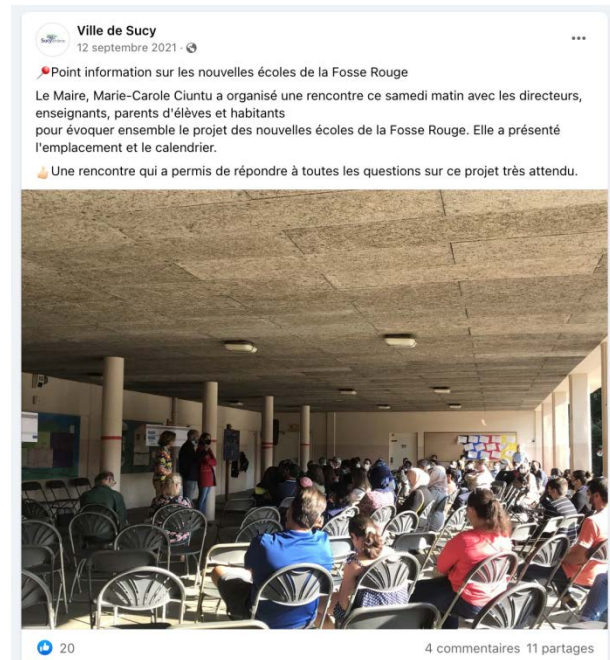 Ville de Sucy
12 septembre 2021 ·
📍Point information sur les nouvelles écoles de la Fosse Rouge
Le Maire, Marie-Carole Ciuntu a organisé une rencontre ce samedi matin avec les directeurs,
enseignants, parents d'élèves et habitants
pour évoquer ensemble le projet des nouvelles écoles de la Fosse Rouge. Elle a présenté
l'emplacement et le calendrier.
👍🏻Une rencontre qui a permis de répondre à toutes les questions sur ce projet très attendu.
20
4 commentaires 11 partages